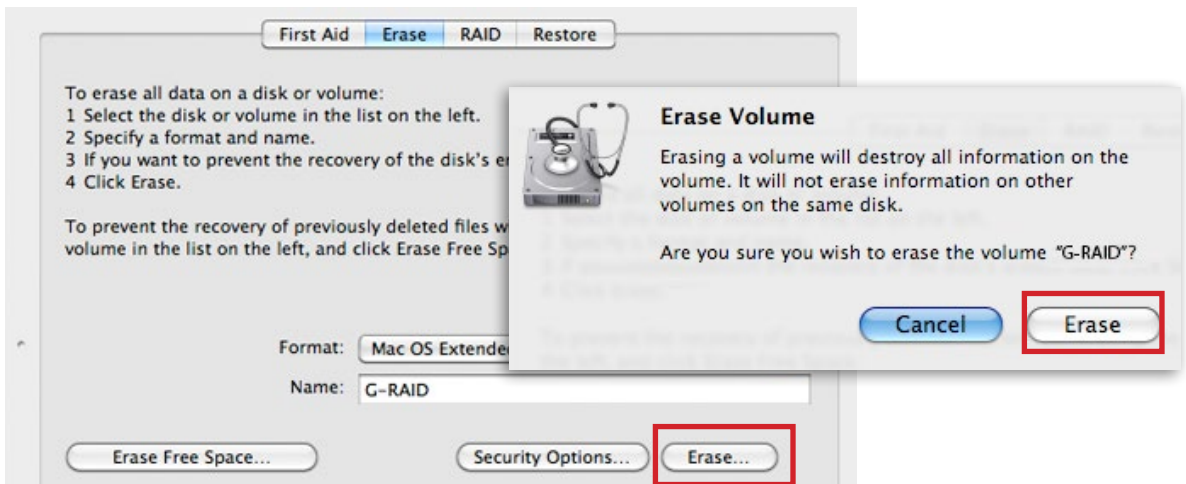 First Aid Erase RAID Restore
To erase all data on a disk or volume:
1 Select the disk or volume in the list on the left.
2 Specify a format and name.
3 If you want to prevent the recovery of the disk's
4 Click Erase.
To prevent the recovery of previously deleted files
volume in the list on the left, and click Erase Free
Format: Mac OS
Name: G-RAID
Erase Free Space... Security Options... Erase...
Erase Volume
Erasing a volume will destroy all information on the
volume. It will not erase information on other
volumes on the same disk.
Are you sure you wish to erase the volume “G-RAID”?
Cancel Erase